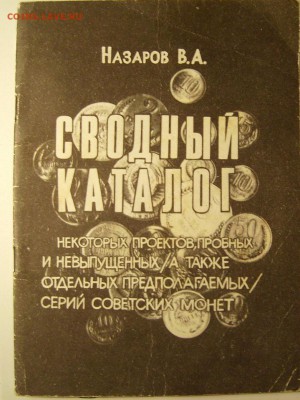 Назаров В.А.
СВОДНЫЙ
КАТАЛОГ
НЕКОТОРЫХ ПРОЕКТОВ, ПРОБНЫХ
И НЕВЫПУЩЕННЫХ /А ТАКЖЕ
ОТДЕЛЬНЫХ ПРЕДПОЛАГАЕМЫХ/
СЕРИЙ СОВЕТСКИХ МОНЕТ